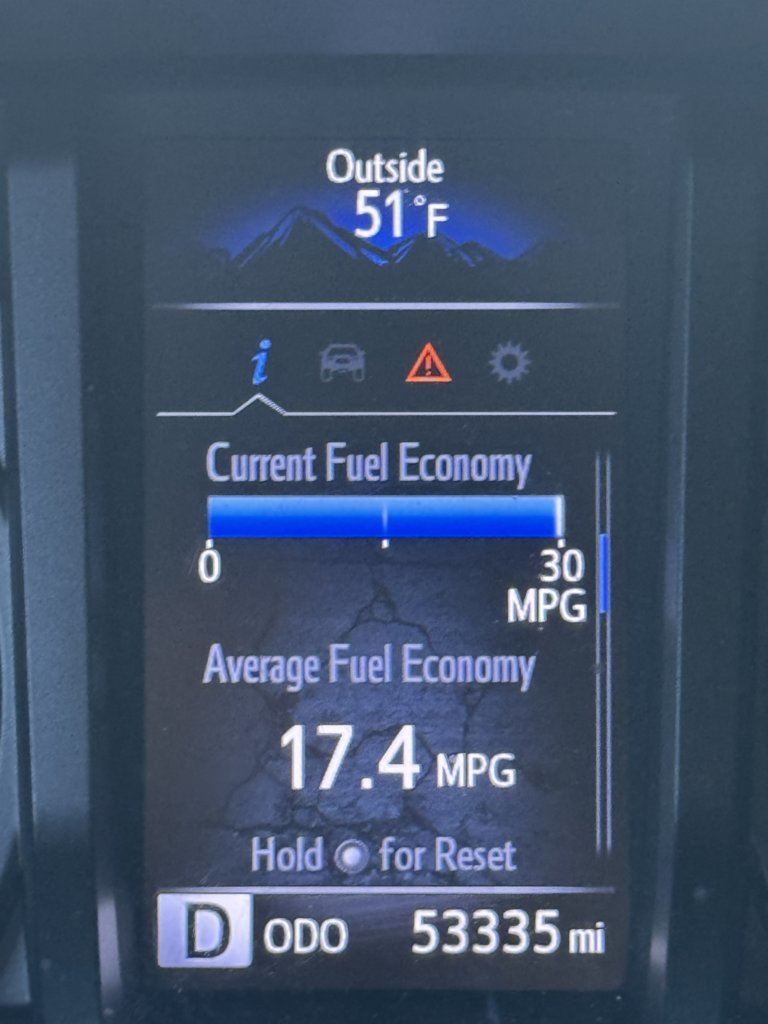 Outside
51°F
i
Current Fuel Economy
0 30
MPG
Average Fuel Economy
17.4 MPG
Hold for Reset
D ODO 53335 mi